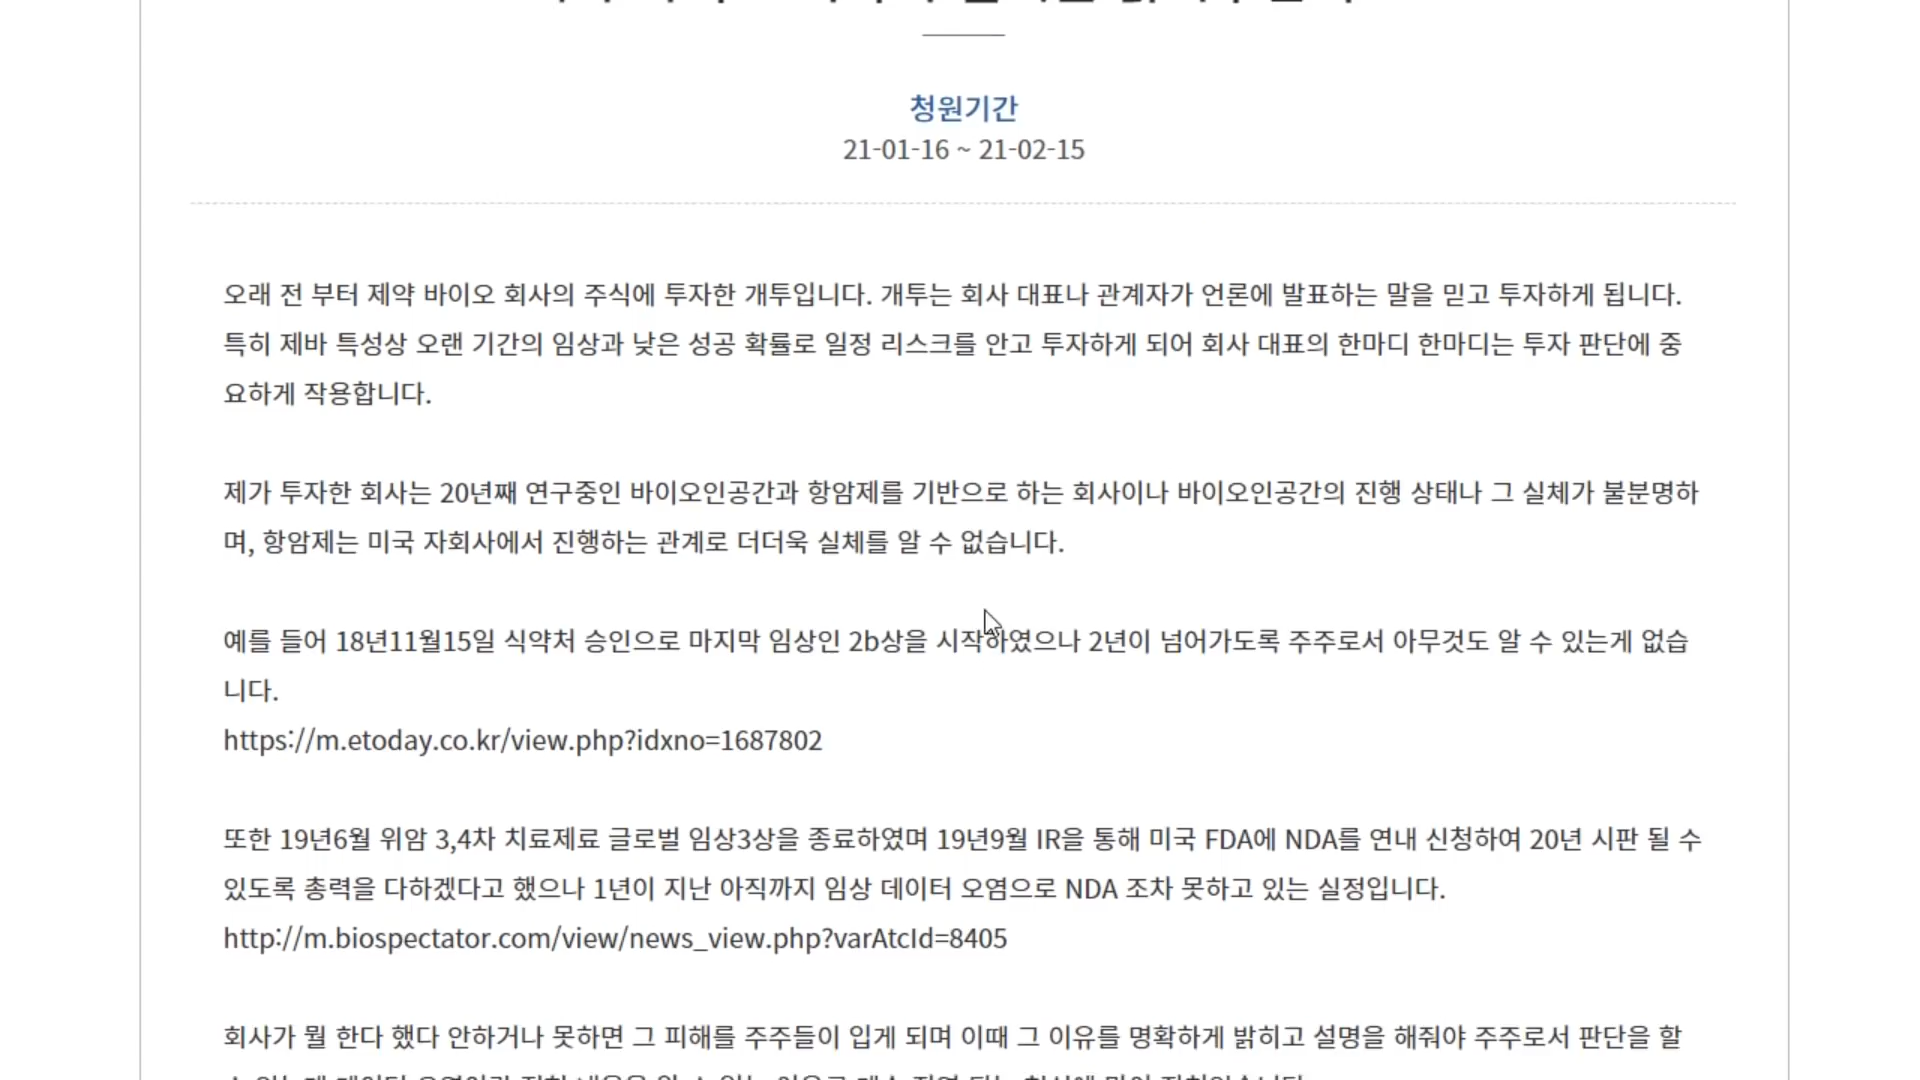 청원기간
21-01-16 ~ 21-02-15
오래 전 부터 제약 바이오 회사의 주식에 투자한 개투입니다. 개투는 회사 대표나 관계자가 언론에 발표하는 말을 믿고 투자하게 됩니다.
특히 제바 특성상 오랜 기간의 임상과 낮은 성공 확률로 일정 리스크를 안고 투자하게 되어 회사 대표의 한마디 한마디는 투자 판단에 중
요하게 작용합니다.
제가 투자한 회사는 20년째 연구중인 바이오인공간과 항암제를 기반으로 하는 회사이나 바이오인공간의 진행 상태나 그 실체가 불분명하
며, 항암제는 미국 자회사에서 진행하는 관계로 더더욱 실체를 알 수 없습니다.
예를 들어 18년11월15일 식약처 승인으로 마지막 임상인 2b상을 시작하였으나 2년이 넘어가도록 주주로서 아무것도 알 수 있는게 없습
니다.
https://m.etoday.co.kr/view.php?idxno=1687802
또한 19년6월 위암 3,4차 치료제료 글로벌 임상3상을 종료하였며 19년9월 IR을 통해 미국 FDA에 NDA를 연내 신청하여 20년 시판 될 수
있도록 총력을 다하겠다고 했으나 1년이 지난 아직까지 임상 데이터 오염으로 NDA 조차 못하고 있는 실정입니다.
http://m.biospectator.com/view/news_view.php?varAtcId=8405
회사가 뭘 한다 했다 안하거나 못하면 그 피해를 주주들이 입게 되며 이때 그 이유를 명확하게 밝히고 설명을 해줘야 주주로서 판단을 할